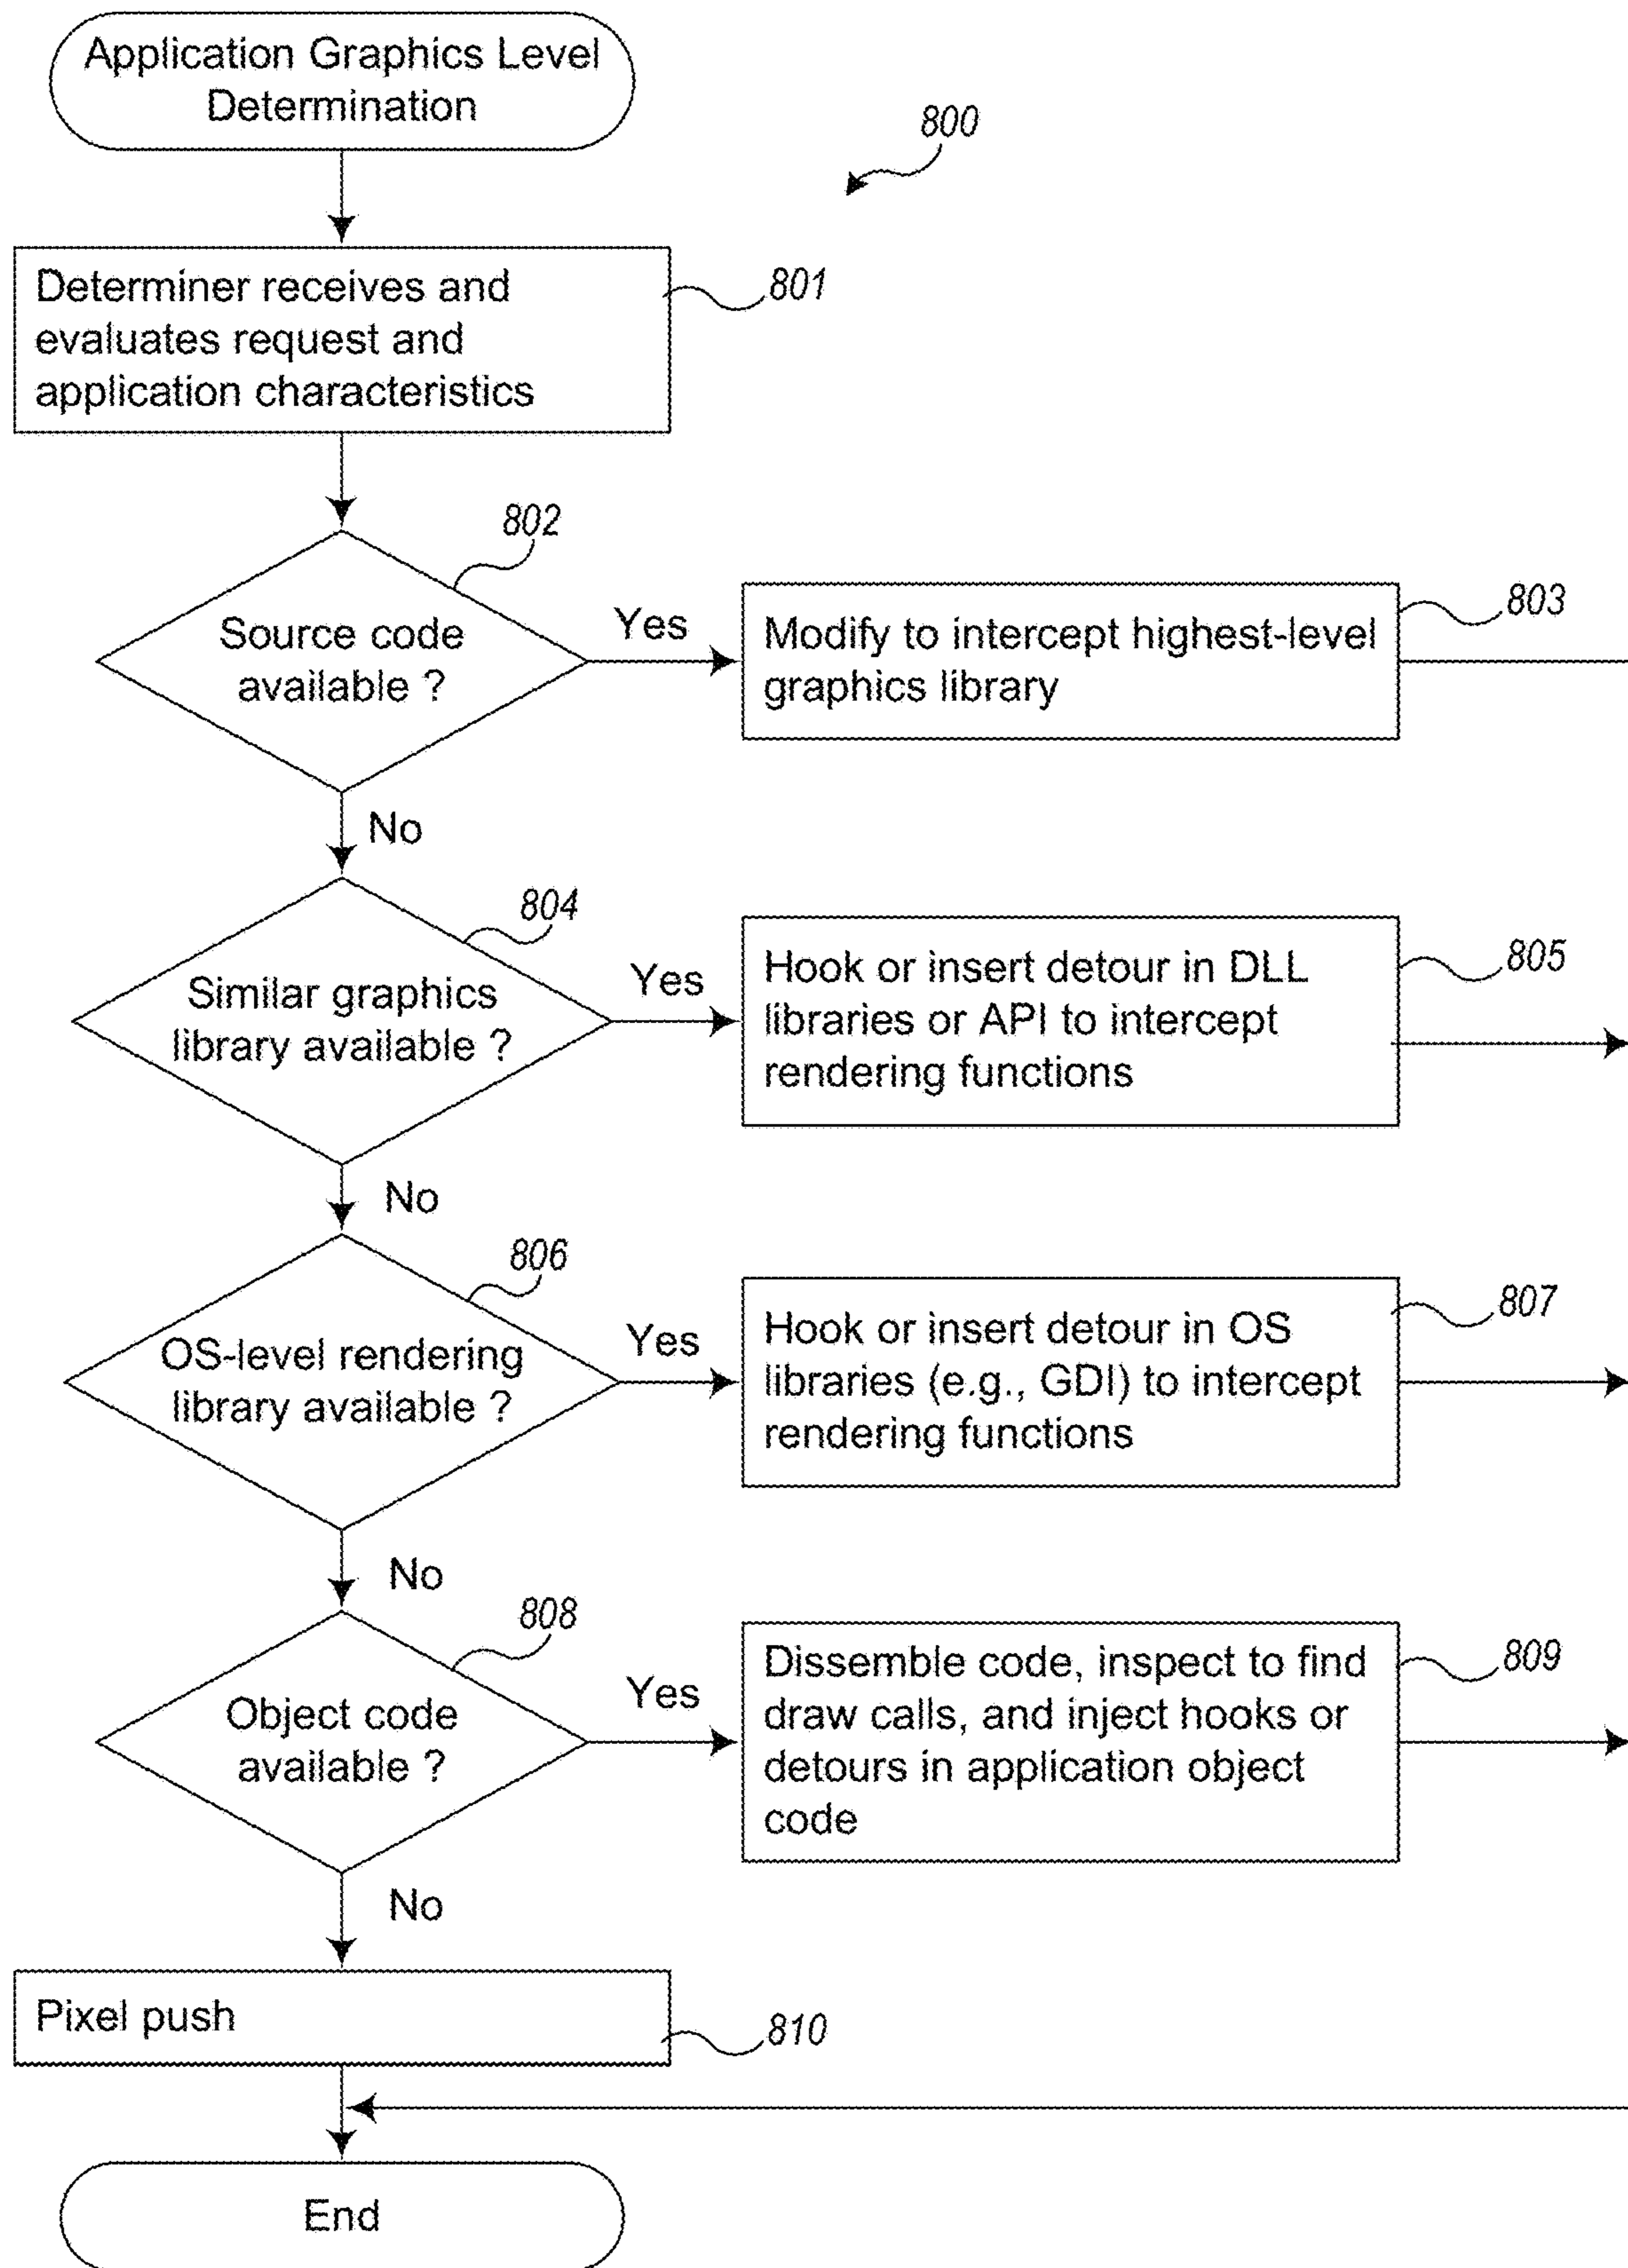 Application Graphics Level
Determination
800
Determiner receives and
evaluates request and
application characteristics
801
802
Source code
available ?
Yes
Modify to intercept highest-level
graphics library
803
No
804
Similar graphics
library available ?
Yes
Hook or insert detour in DLL
libraries or API to intercept
rendering functions
805
No
806
OS-level rendering
library available ?
Yes
Hook or insert detour in OS
libraries (e.g., GDI) to intercept
rendering functions
807
No
808
Object code
available ?
Yes
Dissemble code, inspect to find
draw calls, and inject hooks or
detours in application object
code
809
No
Pixel push
810
End